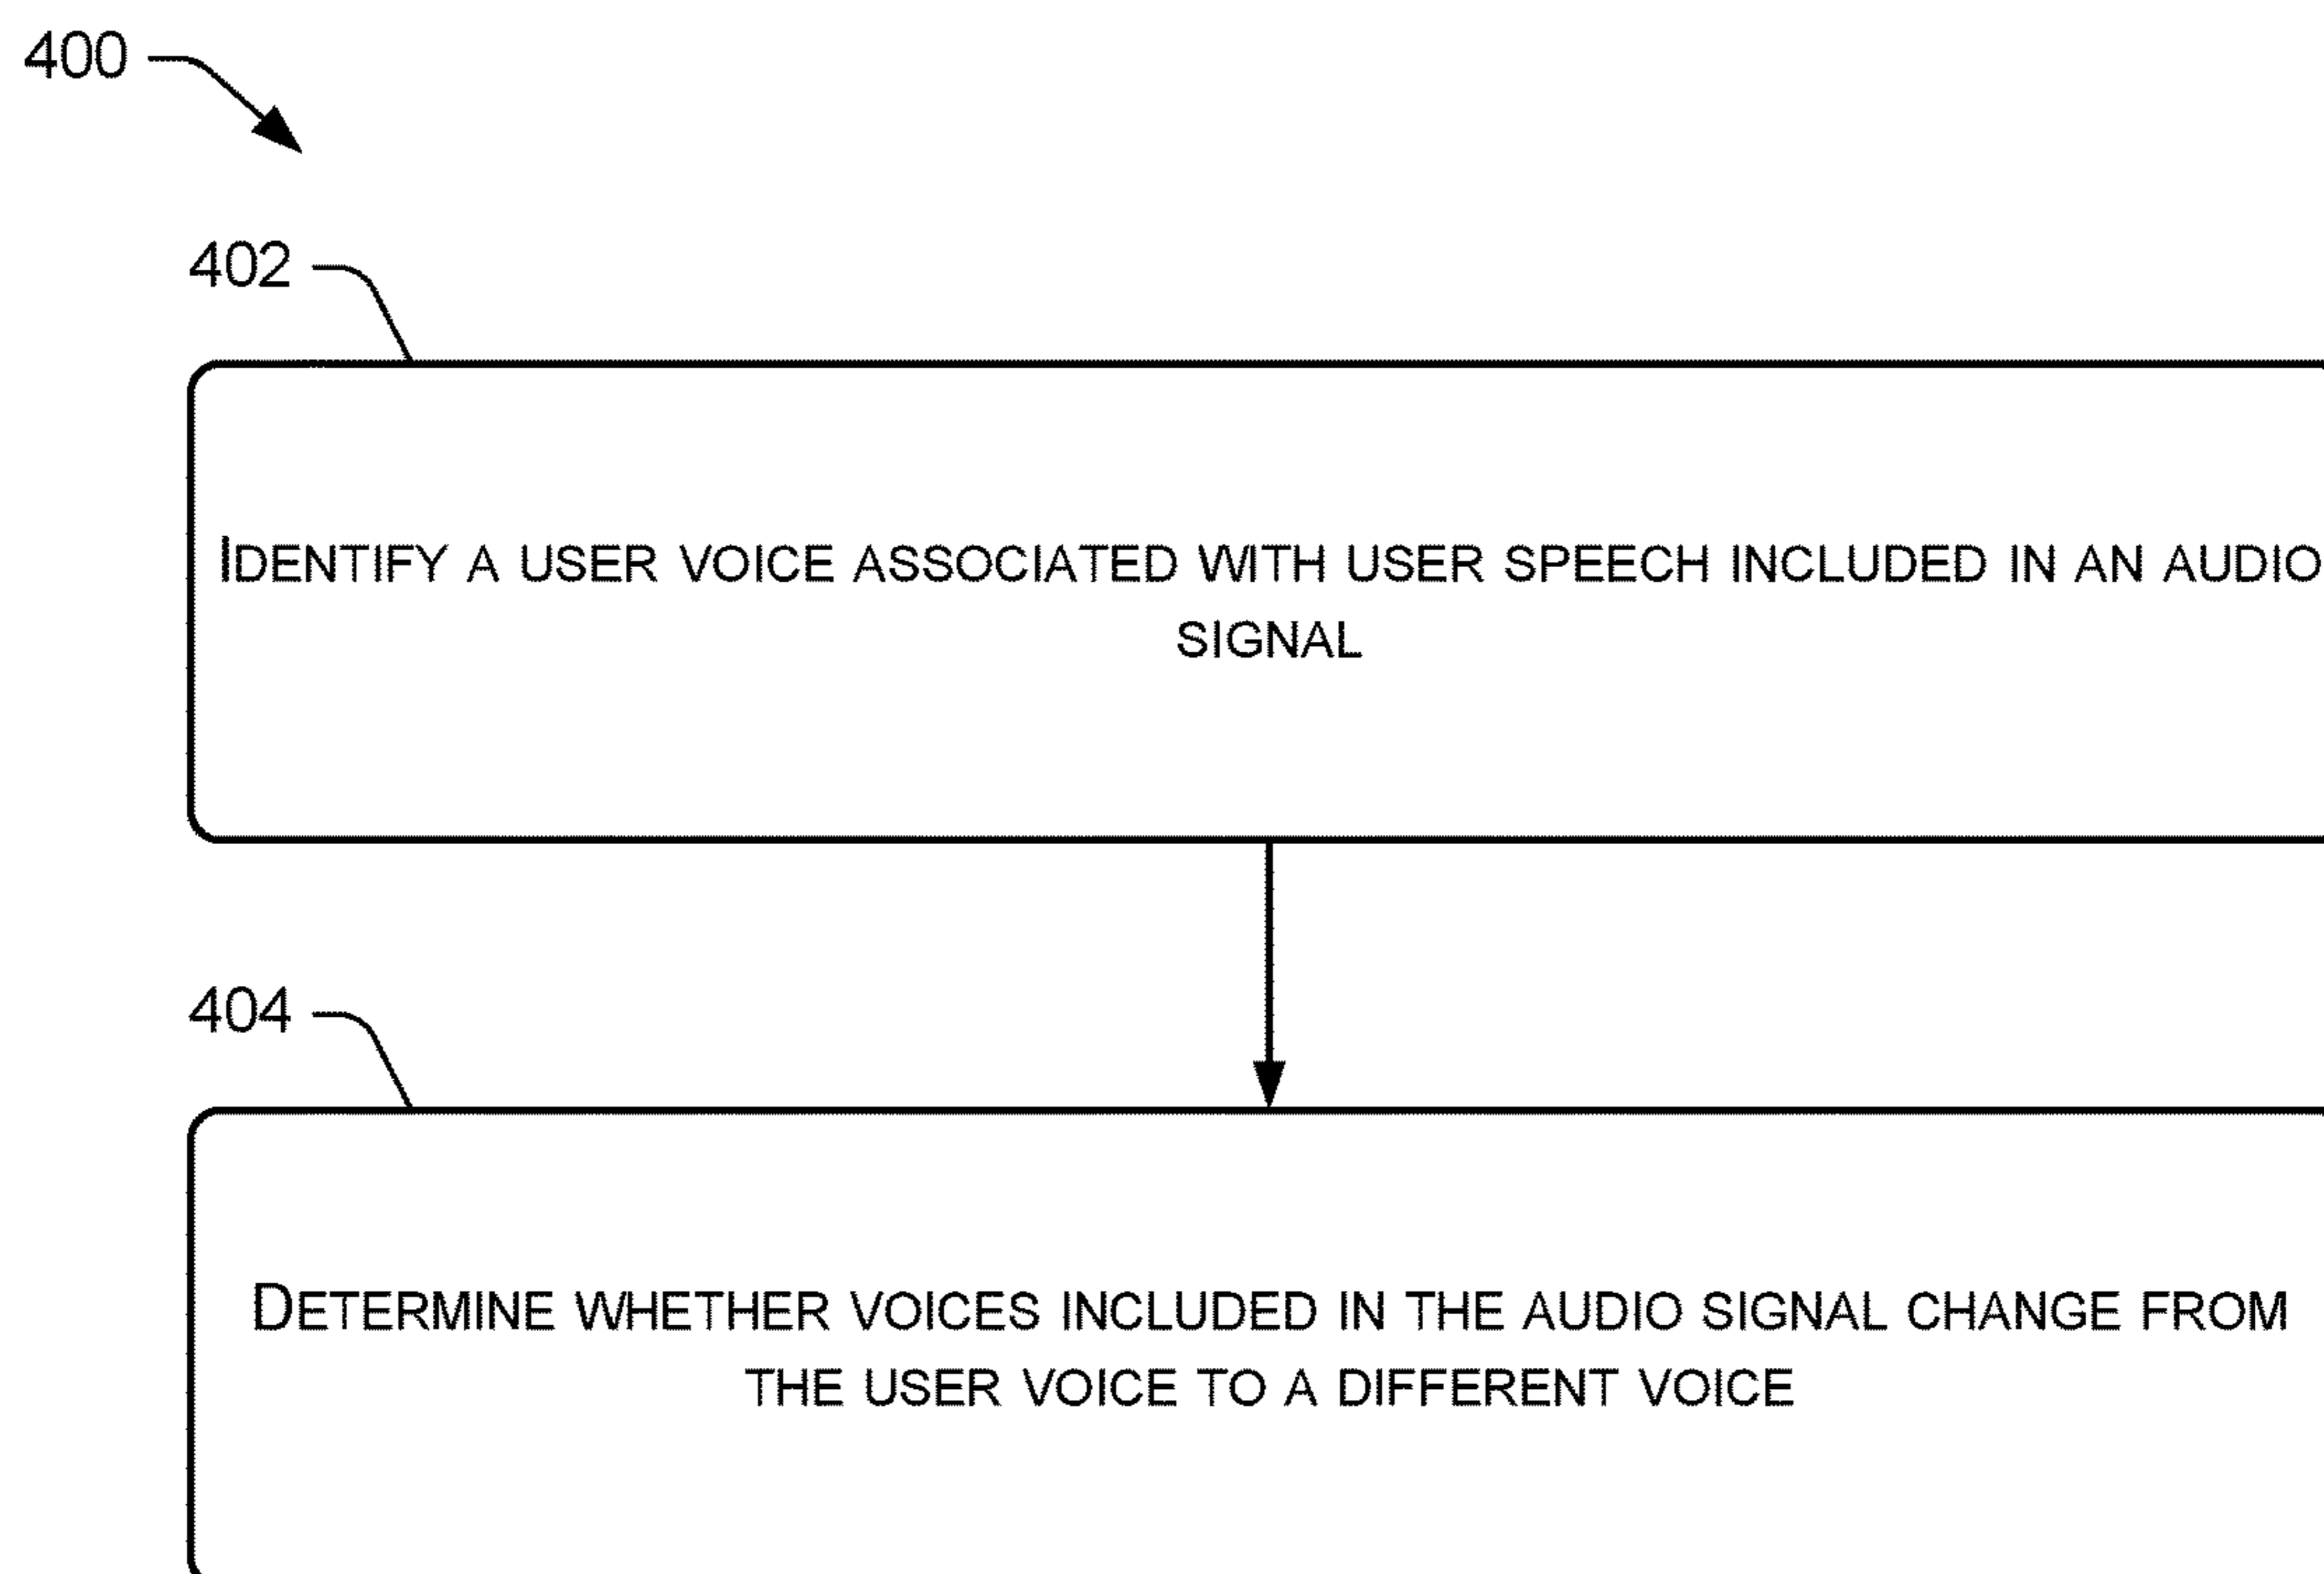 400
402
IDENTIFY A USER VOICE ASSOCIATED WITH USER SPEECH INCLUDED IN AN AUDIO
SIGNAL
404
DETERMINE WHETHER VOICES INCLUDED IN THE AUDIO SIGNAL CHANGE FROM
THE USER VOICE TO A DIFFERENT VOICE